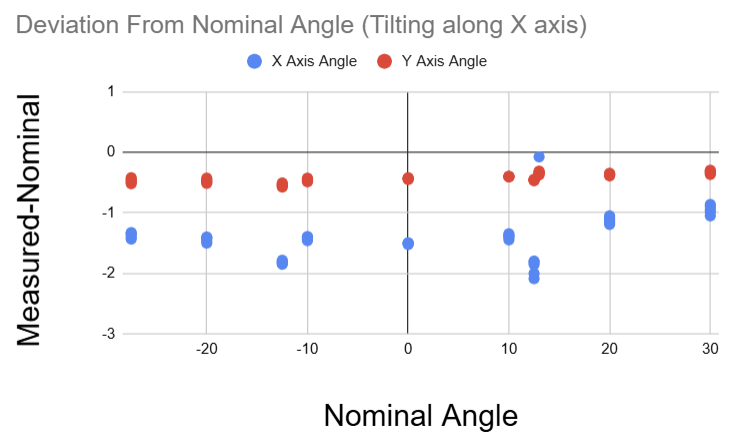 Deviation From Nominal Angle (Tilting along X axis)
X Axis Angle Y Axis Angle
Measured-Nominal
1
0
-1
-2
-3
-20 -10 0 10 20 30
Nominal Angle